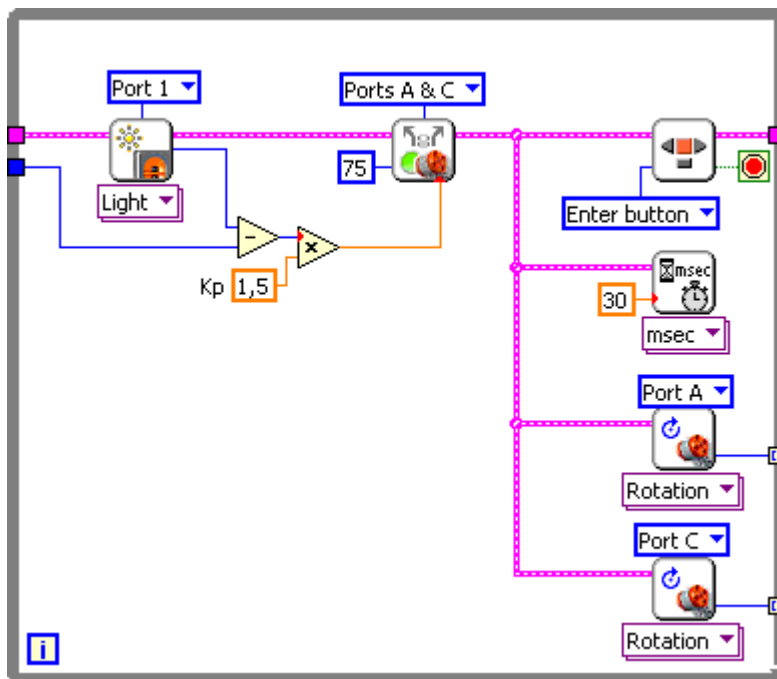 Port 1
Ports A & C
75
Light
Enter button
-
x
Kp 1,5
msec
30
msec
Port A
Rotation
Port C
Rotation
i